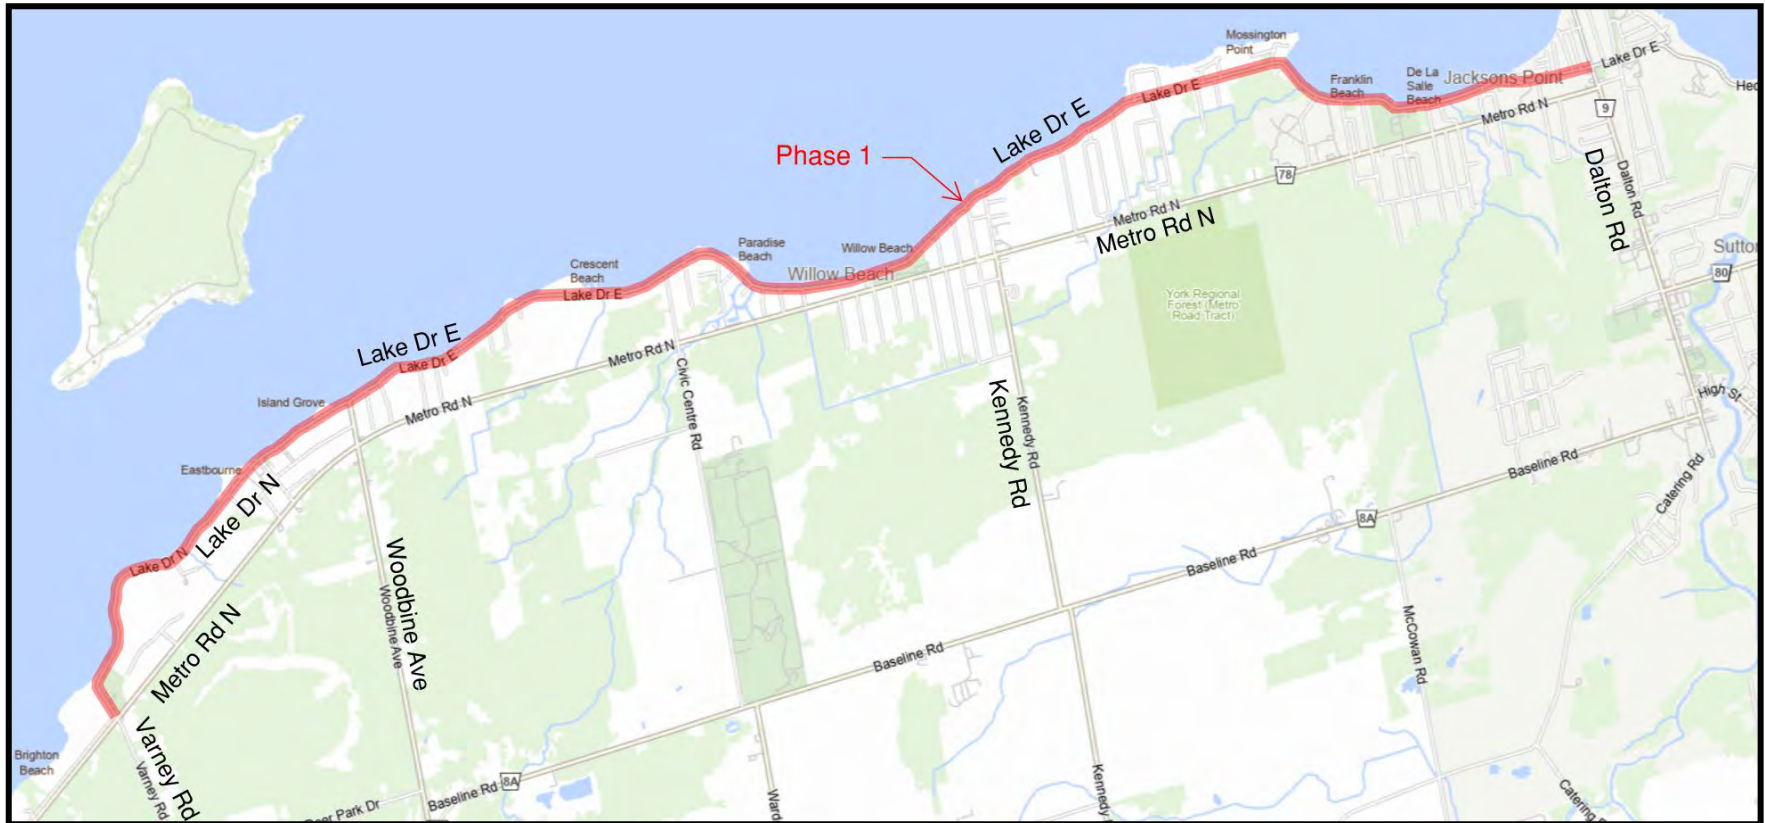 Mossington
Point
Lake Dr E
Franklin
Beach
De La
Salle
Beach
Jacksons Point
Lake Dr E
Metro Rd N
9
Lake Dr E
Phase 1
78
Dalton Rd
Dalton Rd
Metro Rd N
Metro Rd N
Paradise
Beach
Willow Beach
Willow Beach
Crescent
Beach
Lake Dr E
80
York Regional
Forest (Metro
Road Tract)
Lake Dr E
Lake Dr E
Metro Rd N
Civic Centre Rd
Island Grove
Metro Rd N
Kennedy Rd
Kennedy Rd
High St
Eastbourne
Lake Dr N
Lake Dr N
Baseline Rd
Catering Rd
8A
Baseline Rd
Woodbine Ave
Woodbine Ave
Metro Rd N
Baseline Rd
McCowan Rd
Varney Rd
Varney Rd
Brighton
Beach
Baseline Rd
8A
Park Dr
Ward
Kennedy
Catering
Sutto
Hec